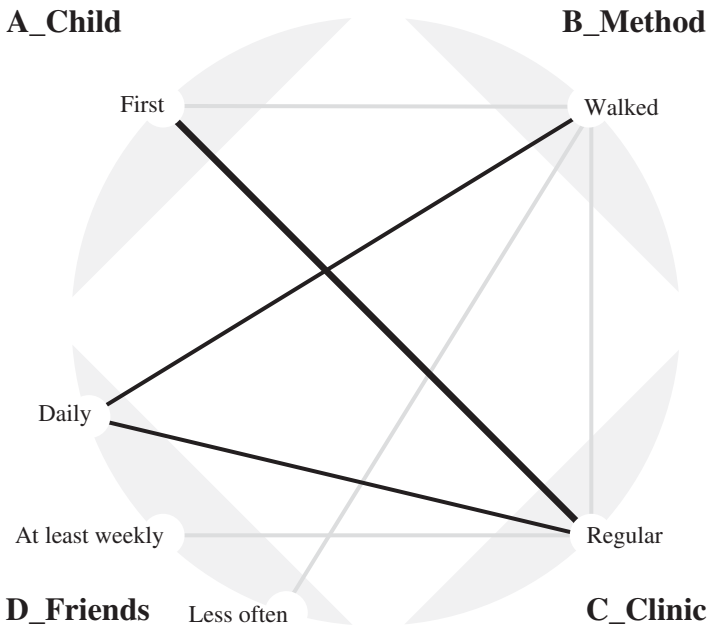 A_Child
B_Method
First
Walked
Daily
At least weekly
Regular
D_Friends
Less often
C_Clinic